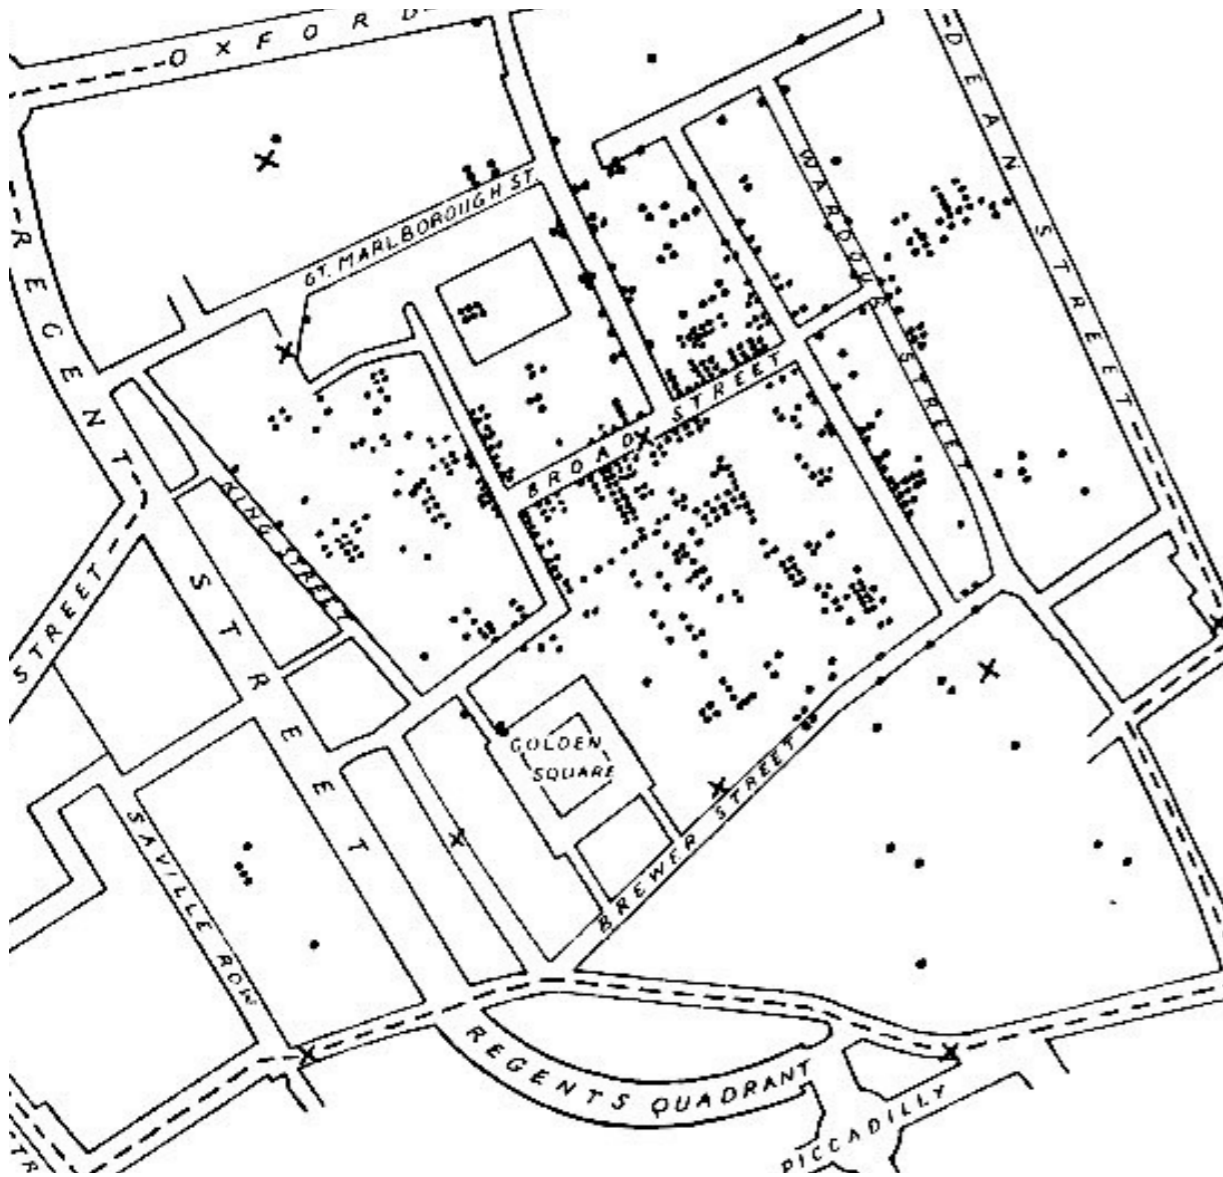 OXFORD
DEAN STREET
WARDOUR STREET
GT. MARLBOROUGH ST.
REGENT STREET
BROAD STREET
KING STREET
STREET
GOLDEN
SQUARE
SAVILLE ROW
BREWER STREET
REGENTS QUADRANT
PICCADILLY
STR